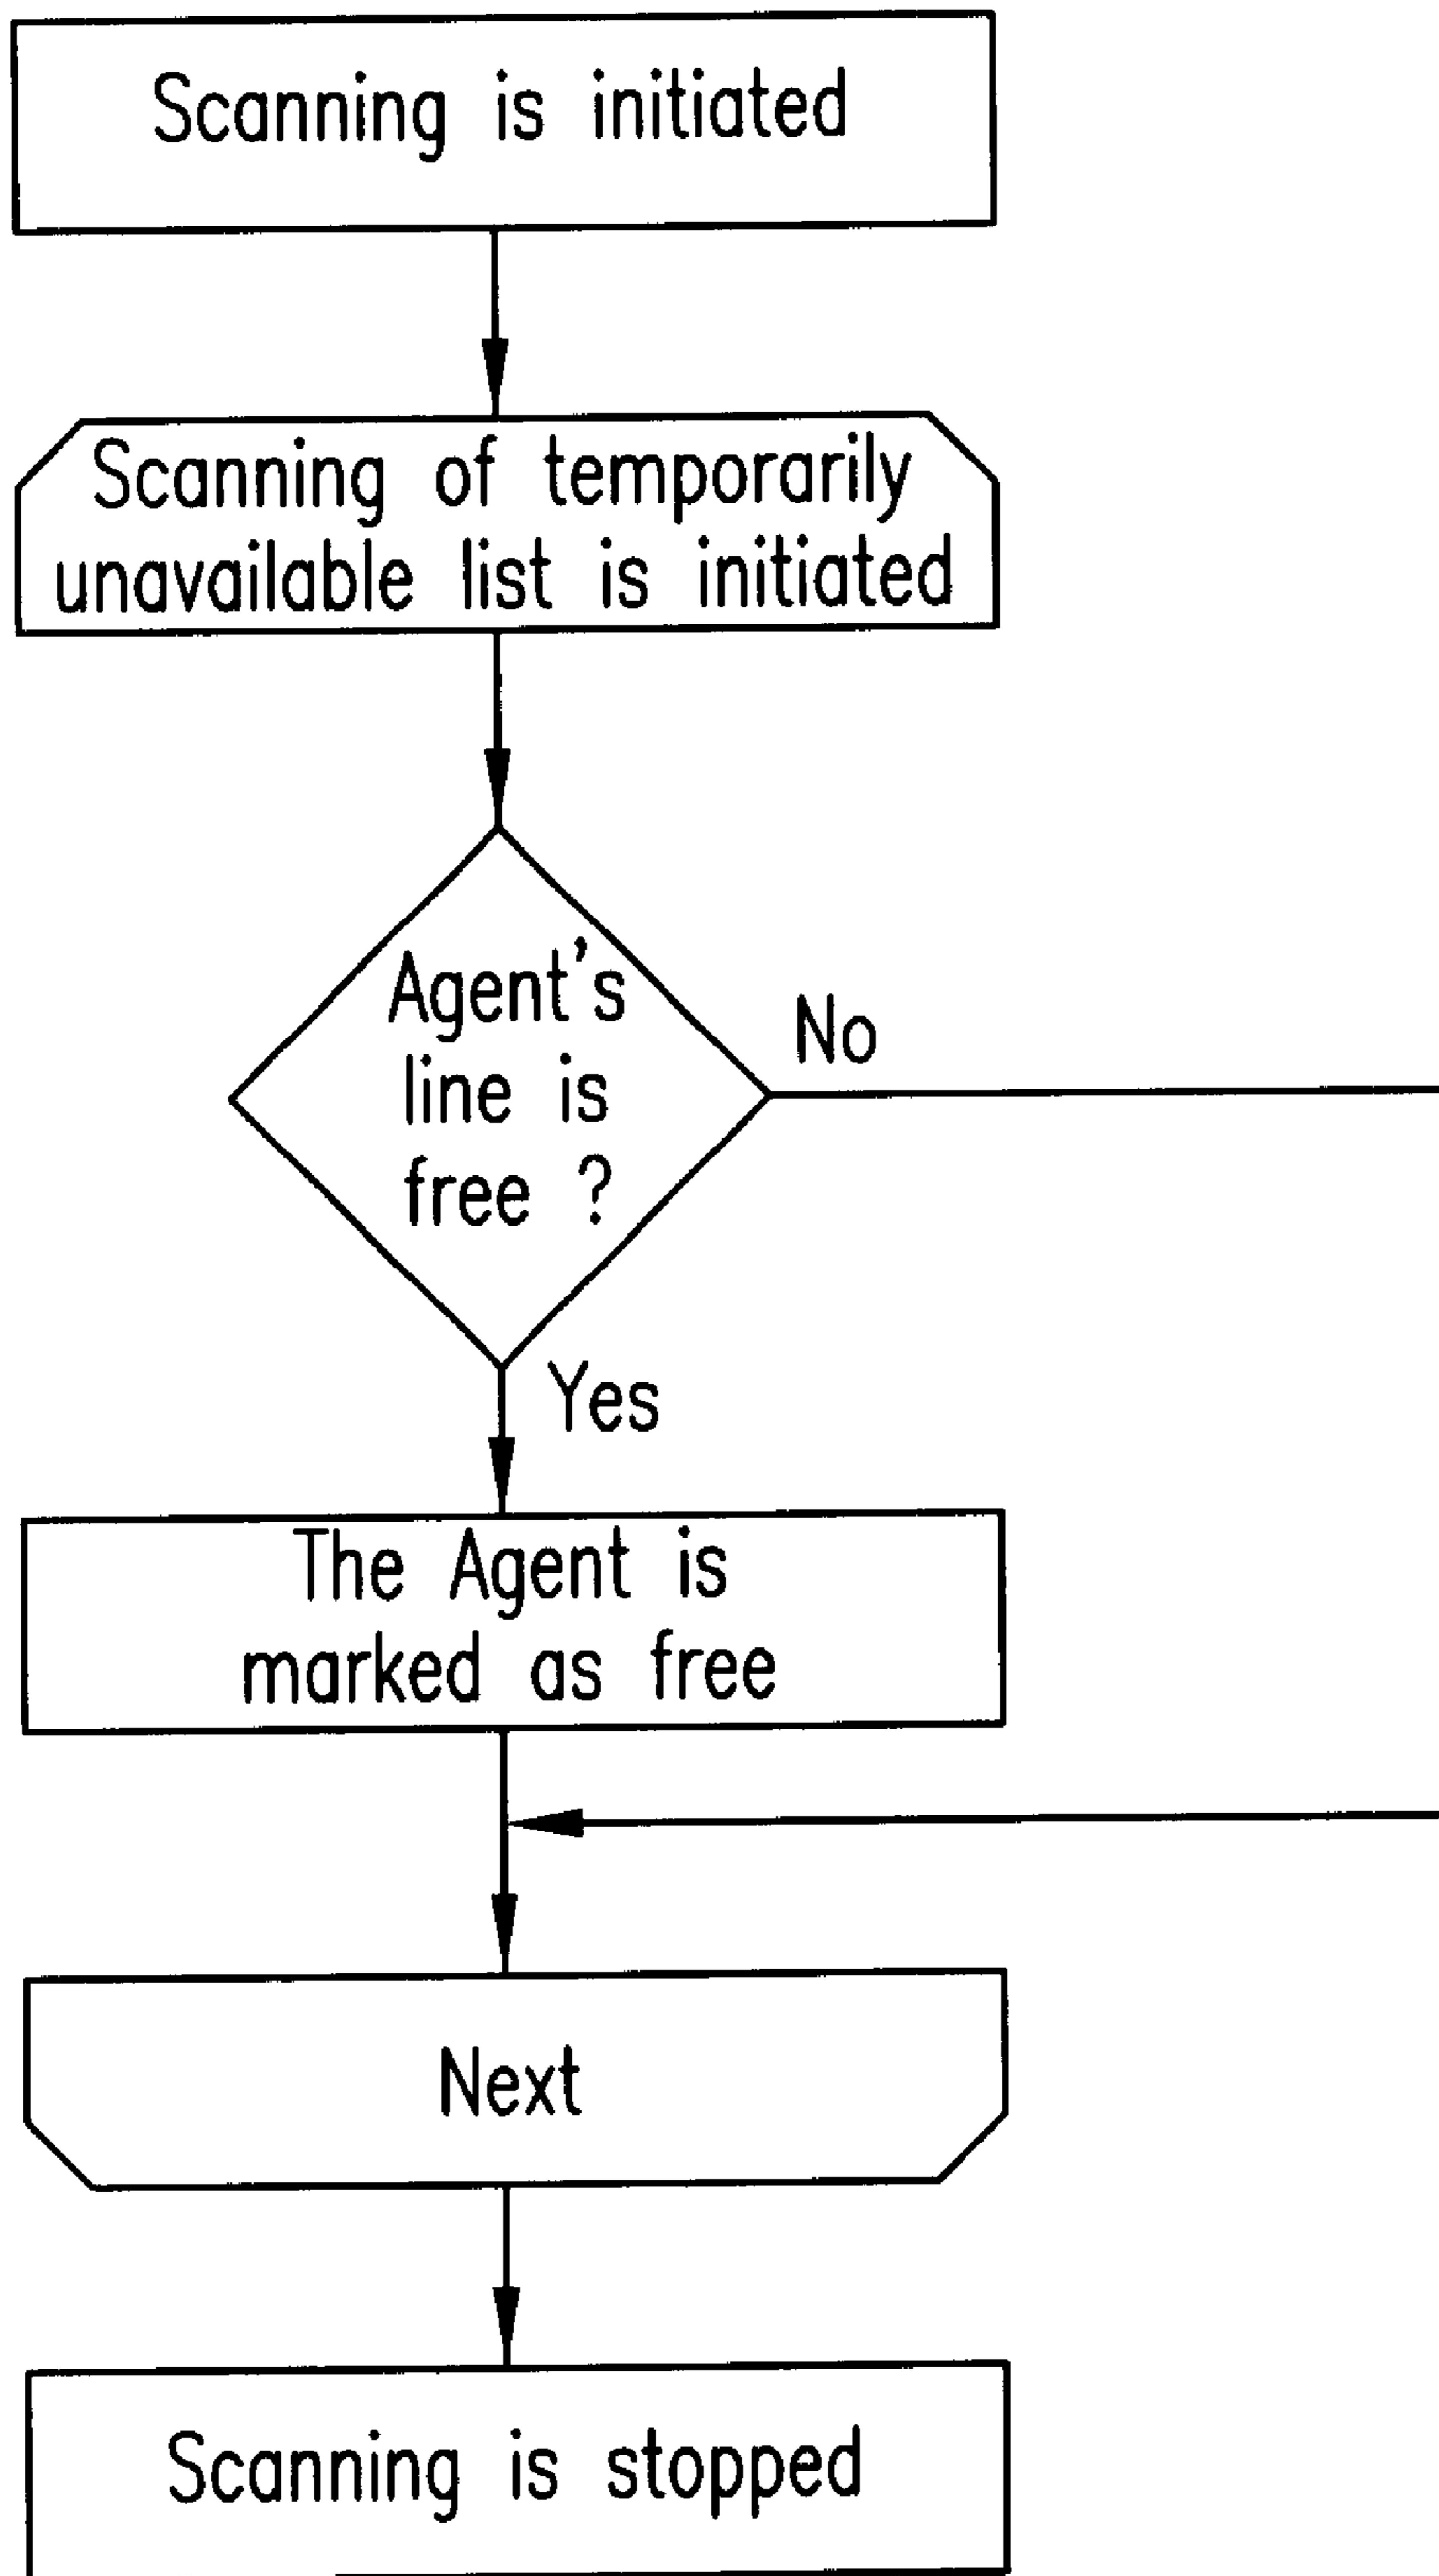 Scanning is initiated
Scanning of temporarily
unavailable list is initiated
Agent's
line is
free ?
No
Yes
The Agent is
marked as free
Next
Scanning is stopped